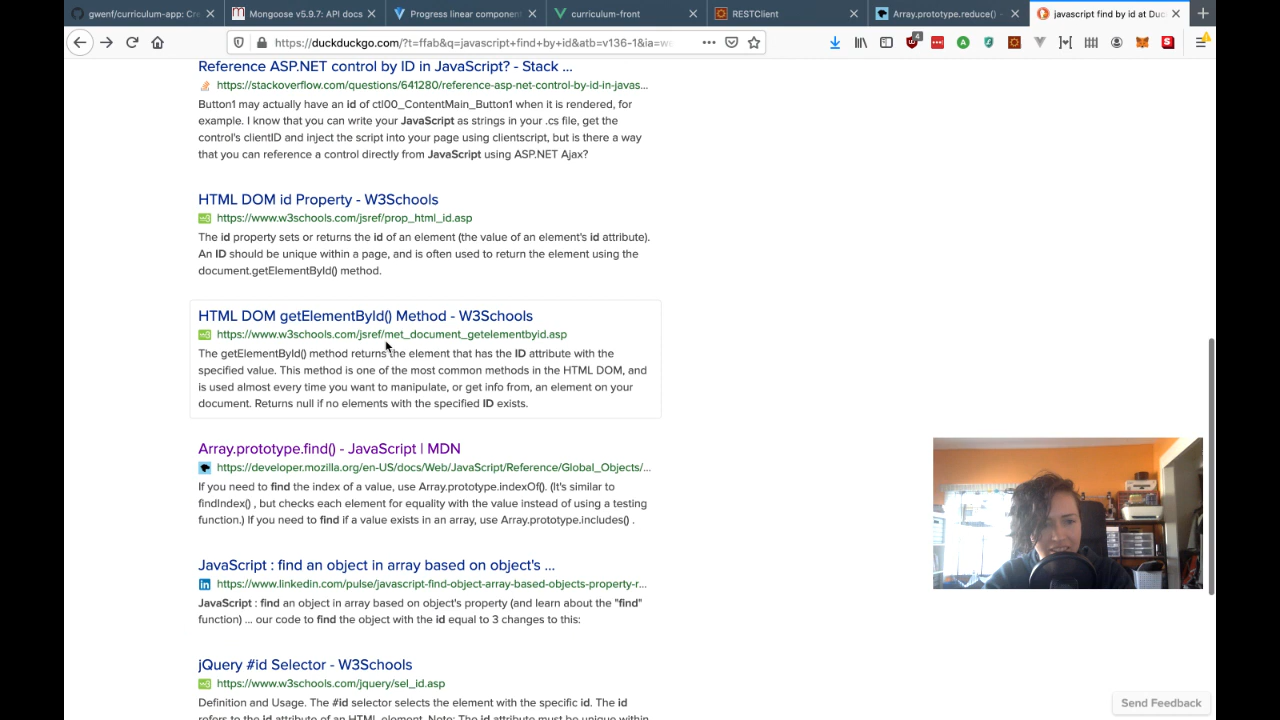 gwenf/curriculum-app: Cre
Mongoose v5.9.7: API docs
Progress linear component
curriculum-front
RESTClient
Array.prototype.reduce() -
javascript find by id at Duc
https://duckduckgo.com/?t=ffab&q=javascript+find+by+id&atb=v136-1&ia=we
4
Reference ASP.NET control by ID in JavaScript? - Stack ...
https://stackoverflow.com/questions/641280/reference-asp-net-control-by-id-in-javas...
Button1 may actually have an id of ctl00_ContentMain_Button1 when it is rendered, for
example. I know that you can write your JavaScript as strings in your .cs file, get the
control's clientID and inject the script into your page using clientscript, but is there a way
that you can reference a control directly from JavaScript using ASP.NET Ajax?
HTML DOM id Property - W3Schools
https://www.w3schools.com/jsref/prop_html_id.asp
The id property sets or returns the id of an element (the value of an element's id attribute).
An ID should be unique within a page, and is often used to return the element using the
document.getElementById() method.
HTML DOM getElementById() Method - W3Schools
https://www.w3schools.com/jsref/met_document_getelementbyid.asp
The getElementById() method returns the element that has the ID attribute with the
specified value. This method is one of the most common methods in the HTML DOM, and
is used almost every time you want to manipulate, or get info from, an element on your
document. Returns null if no elements with the specified ID exists.
Array.prototype.find() - JavaScript | MDN
https://developer.mozilla.org/en-US/docs/Web/JavaScript/Reference/Global_Objects/...
If you need to find the index of a value, use Array.prototype.indexOf(). (It's similar to
findIndex() , but checks each element for equality with the value instead of using a testing
function.) If you need to find if a value exists in an array, use Array.prototype.includes() .
JavaScript : find an object in array based on object's ...
https://www.linkedin.com/pulse/javascript-find-object-array-based-objects-property-r...
JavaScript : find an object in array based on object's property (and learn about the "find"
function) ... our code to find the object with the id equal to 3 changes to this:
jQuery #id Selector - W3Schools
https://www.w3schools.com/jquery/sel_id.asp
Definition and Usage. The #id selector selects the element with the specific id. The id
refers to the id attribute of an HTML element. Note: The id attribute must be unique within
Send Feedback